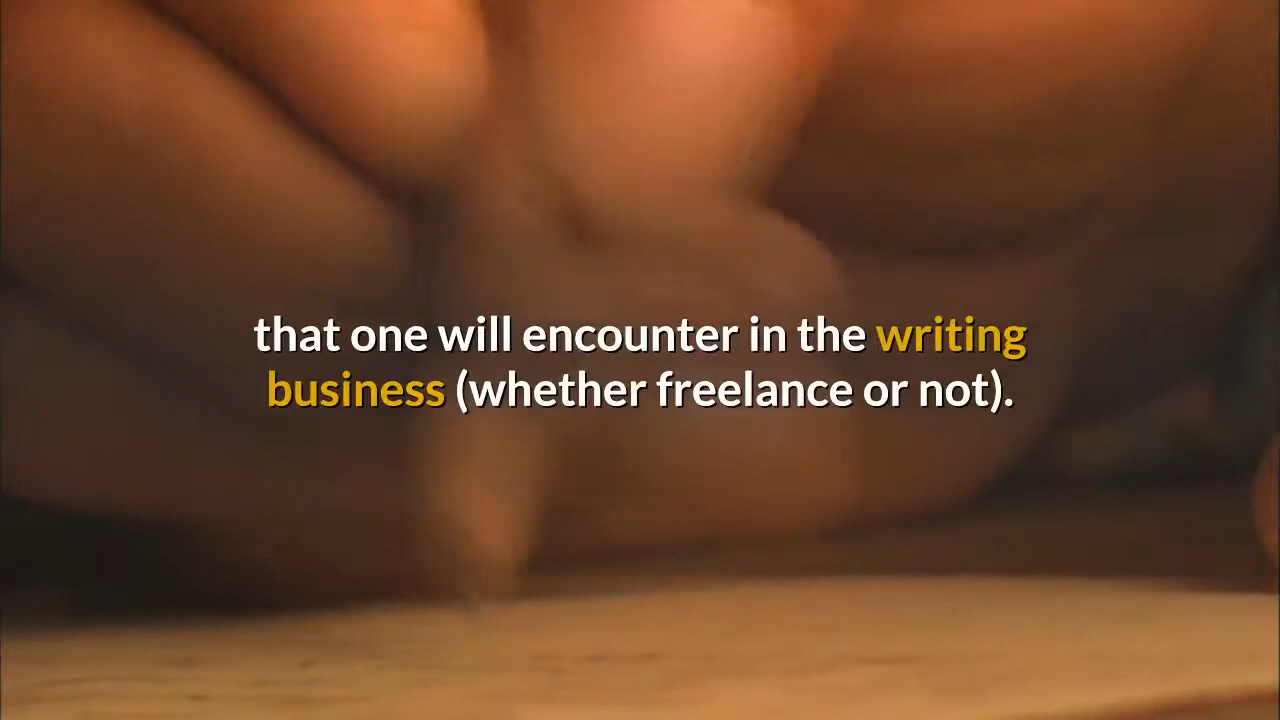 that one will encounter in the writing
business (whether freelance or not).